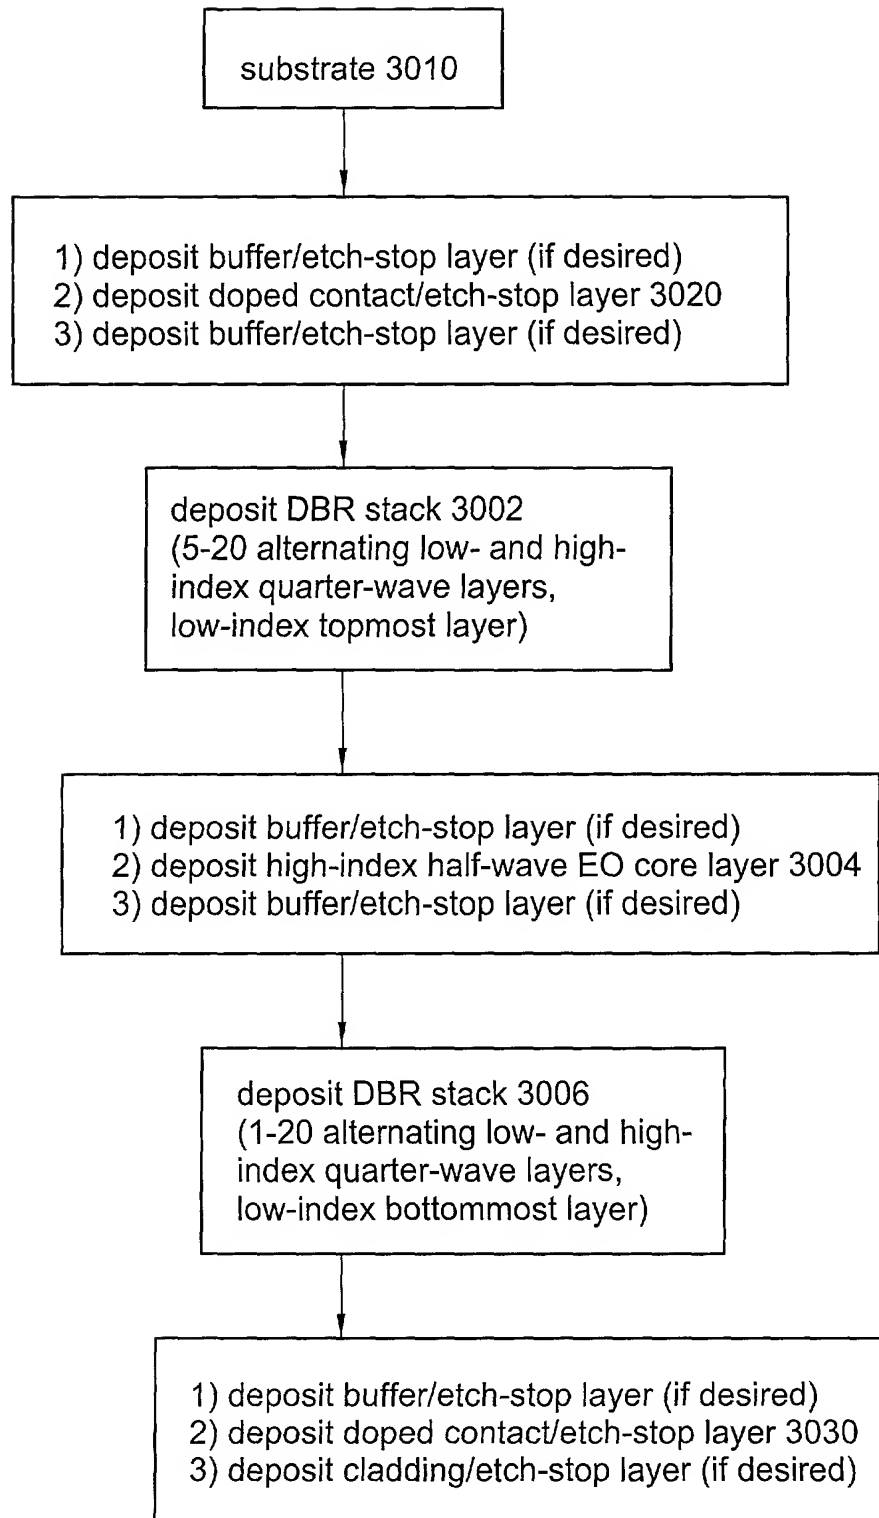 substrate 3010
1) deposit buffer/etch-stop layer (if desired)
2) deposit doped contact/etch-stop layer 3020
3) deposit buffer/etch-stop layer (if desired)
deposit DBR stack 3002
(5-20 alternating low- and high-
index quarter-wave layers,
low-index topmost layer)
1) deposit buffer/etch-stop layer (if desired)
2) deposit high-index half-wave EO core layer 3004
3) deposit buffer/etch-stop layer (if desired)
deposit DBR stack 3006
(1-20 alternating low- and high-
index quarter-wave layers,
low-index bottommost layer)
1) deposit buffer/etch-stop layer (if desired)
2) deposit doped contact/etch-stop layer 3030
3) deposit cladding/etch-stop layer (if desired)